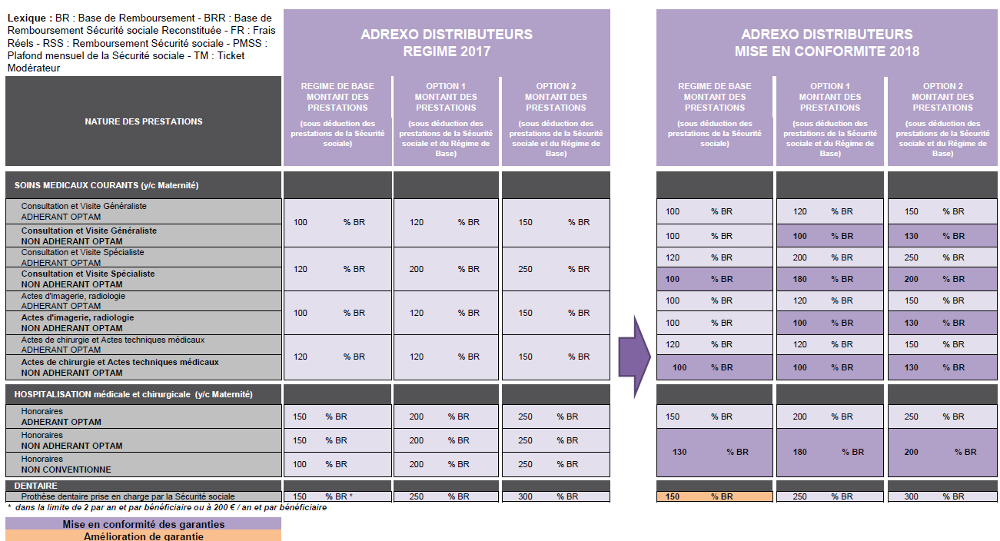 Lexique : BR : Base de Remboursement - BRR : Base de
Remboursement Sécurité sociale Reconstituée - FR : Frais
Réels - RSS : Remboursement Sécurité sociale - PMSS :
Plafond mensuel de la Sécurité sociale - TM : Ticket
Modérateur
ADREXO DISTRIBUTEURS
REGIME 2017
ADREXO DISTRIBUTEURS
MISE EN CONFORMITE 2018
NATURE DES PRESTATIONS
REGIME DE BASE
MONTANT DES
PRESTATIONS
(sous déduction des
prestations de la Sécurité
sociale)
OPTION 1
MONTANT DES
PRESTATIONS
(sous déduction des
prestations de la Sécurité
sociale et du Régime de
Base)
OPTION 2
MONTANT DES
PRESTATIONS
(sous déduction des
prestations de la Sécurité
sociale et du Régime de
Base)
REGIME DE BASE
MONTANT DES
PRESTATIONS
(sous déduction des
prestations de la Sécurité
sociale)
OPTION 1
MONTANT DES
PRESTATIONS
(sous déduction des
prestations de la Sécurité
sociale et du Régime de
Base)
OPTION 2
MONTANT DES
PRESTATIONS
(sous déduction des
prestations de la Sécurité
sociale et du Régime de
Base)
SOINS MEDICAUX COURANTS (y/c Maternité)
Consultation et Visite Généraliste
ADHERANT OPTAM
100 % BR 120 % BR 150 % BR
100 % BR 120 % BR 150 % BR
Consultation et Visite Généraliste
NON ADHERANT OPTAM
100 % BR 100 % BR 130 % BR
Consultation et Visite Spécialiste
ADHERANT OPTAM
120 % BR 200 % BR 250 % BR
120 % BR 200 % BR 250 % BR
Consultation et Visite Spécialiste
NON ADHERANT OPTAM
100 % BR 180 % BR 200 % BR
Actes d'imagerie, radiologie
ADHERANT OPTAM
100 % BR 120 % BR 150 % BR
100 % BR 120 % BR 150 % BR
Actes d'imagerie, radiologie
NON ADHERANT OPTAM
100 % BR 100 % BR 130 % BR
Actes de chirurgie et Actes techniques médicaux
ADHERANT OPTAM
120 % BR 120 % BR 150 % BR
120 % BR 120 % BR 150 % BR
Actes de chirurgie et Actes techniques médicaux
NON ADHERANT OPTAM
100 % BR 100 % BR 130 % BR
HOSPITALISATION médicale et chirurgicale (y/c Maternité)
Honoraires
ADHERANT OPTAM
150 % BR 200 % BR 250 % BR 150 % BR 200 % BR 250 % BR
Honoraires
NON ADHERANT OPTAM
150 % BR 200 % BR 250 % BR
130 % BR 180 % BR 200 % BR
Honoraires
NON CONVENTIONNE
100 % BR 200 % BR 250 % BR
DENTAIRE
Prothèse dentaire prise en charge par la Sécurité sociale 150 % BR * 250 % BR 300 % BR 150 % BR 250 % BR 300 % BR
* dans la limite de 2 par an et par bénéficiaire ou à 200 € / an et par bénéficiaire
Mise en conformité des garanties
Amélioration de garantie